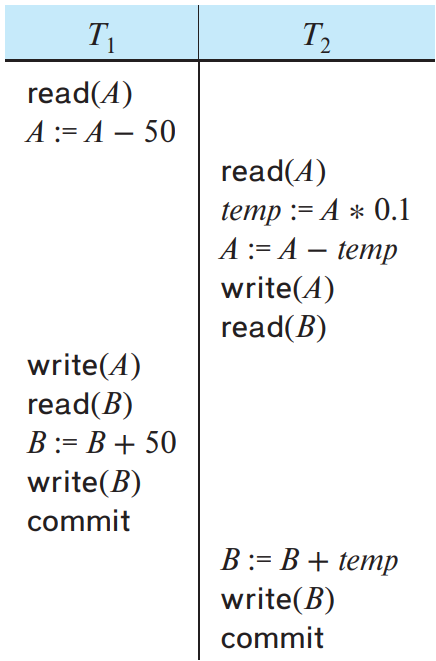 T₁ T₂
read(A)
A := A − 50
read(A)
temp := A ∗ 0.1
A := A − temp
write(A)
read(B)
write(A)
read(B)
B := B + 50
write(B)
commit
B := B + temp
write(B)
commit